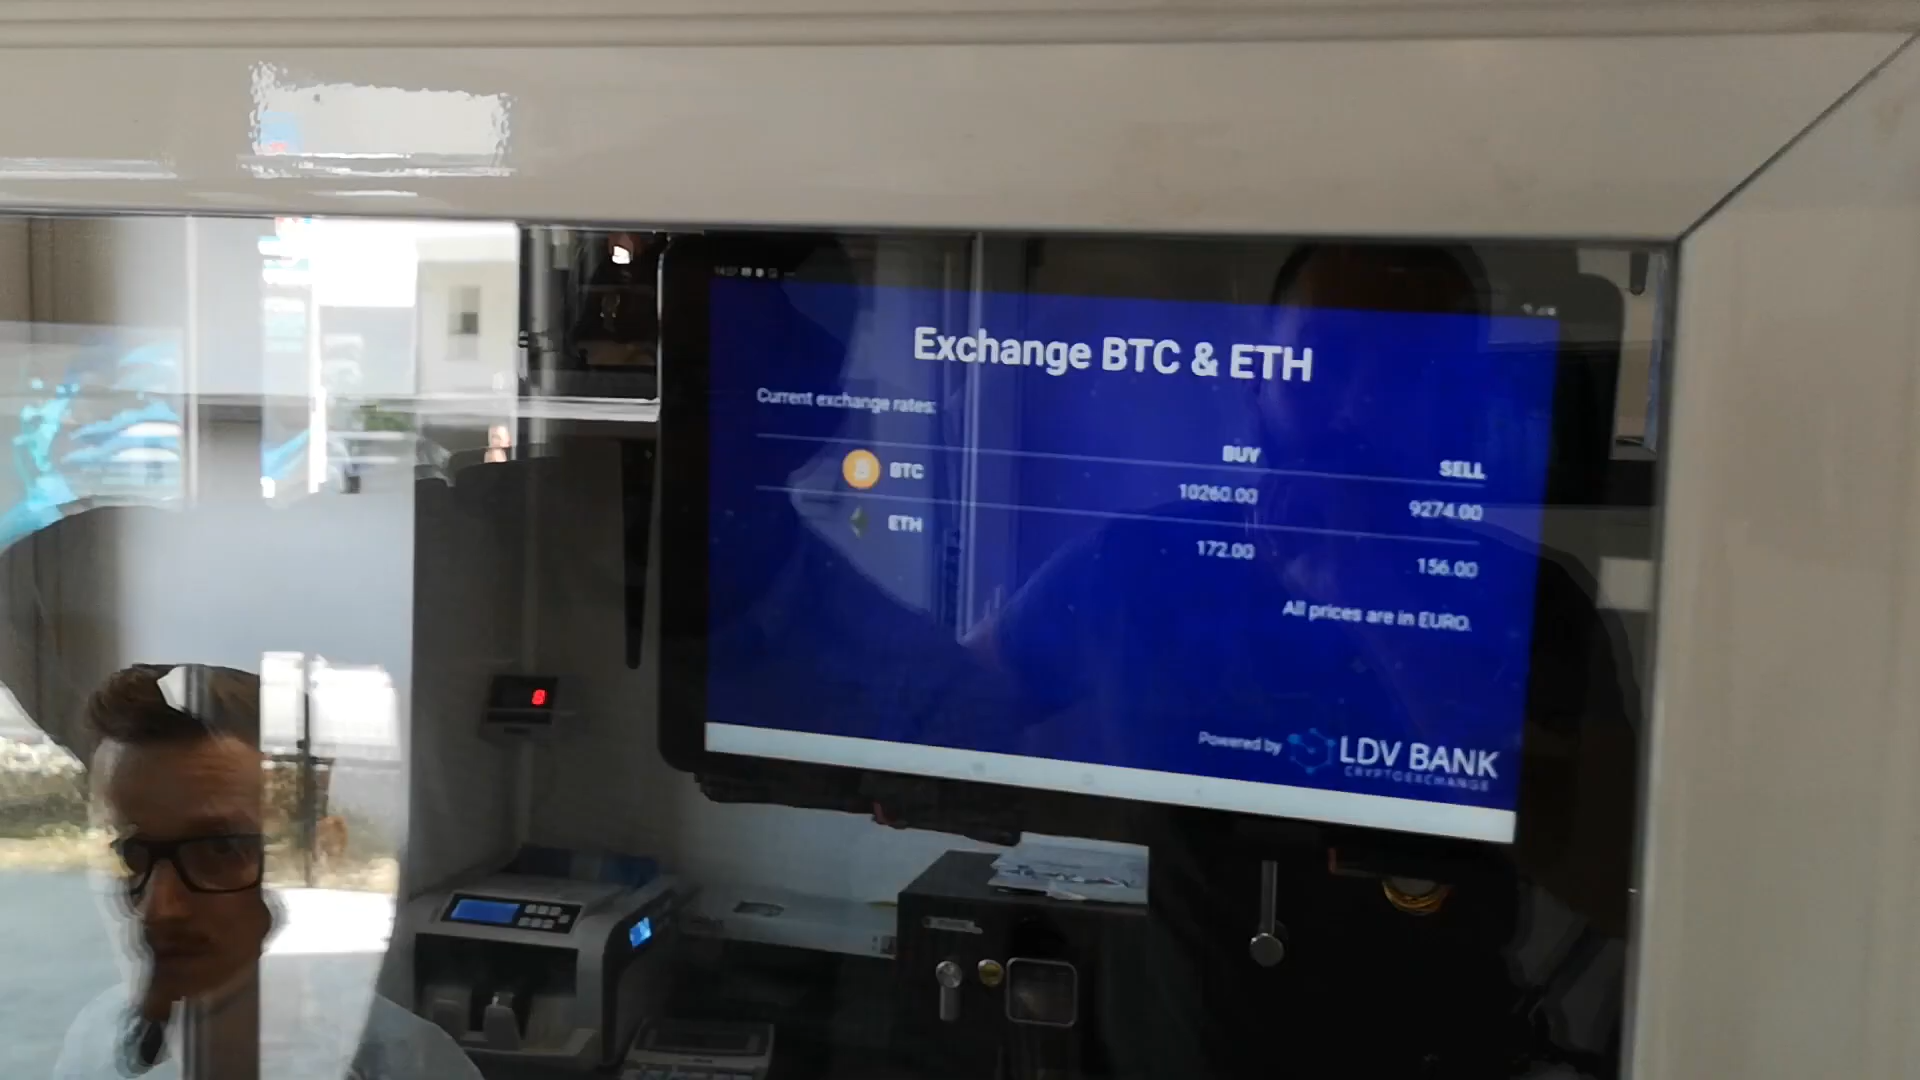 Exchange BTC & ETH
Current exchange rates:
BUY SELL
BTC 10260.00 9274.00
ETH 172.00 156.00
All prices are in EURO.
Powered by LDV BANK
CRYPTOEXCHANGE